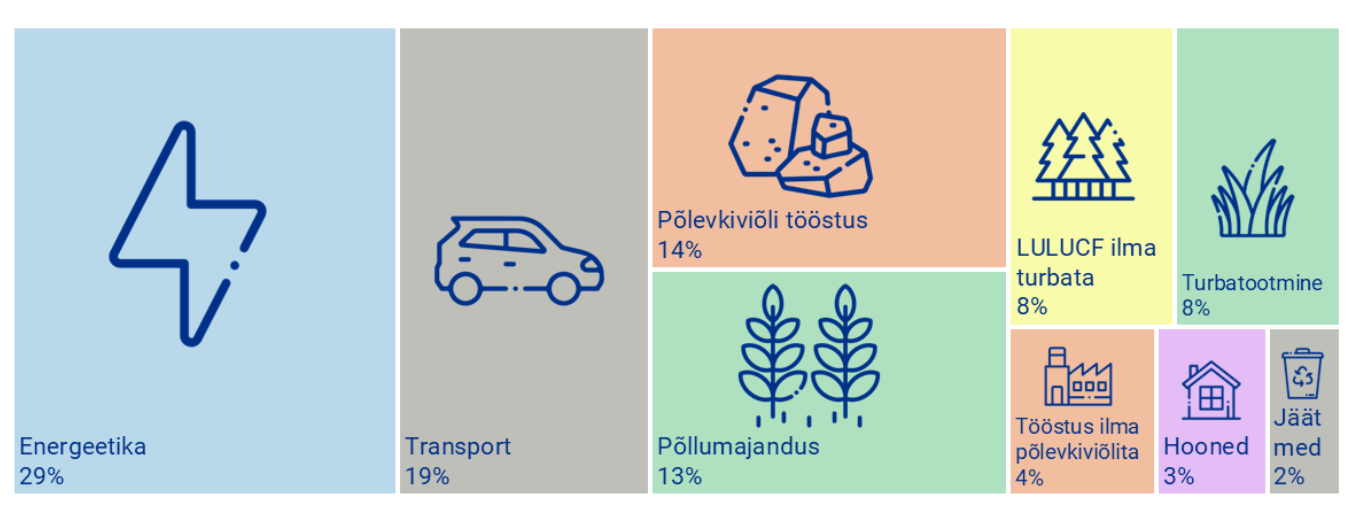 Energeetika
29%
Transport
19%
Põlevkiviõli tööstus
14%
Põllumajandus
13%
LULUCF ilma
turbata
8%
Turbatootmine
8%
Tööstus ilma
põlevkiviõlita
4%
Hooned
3%
Jäät
med
2%